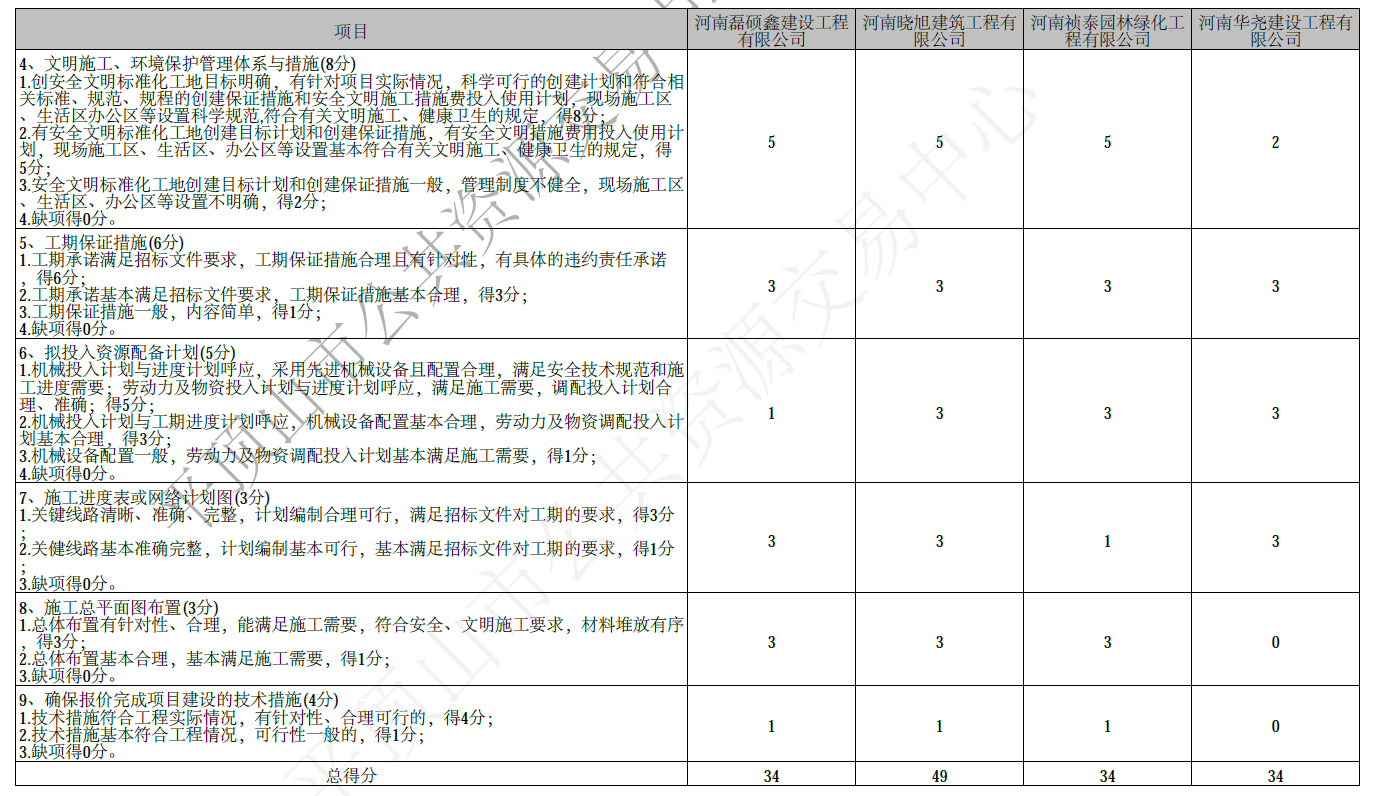 项目
河南磊硕鑫建设工程
有限公司
河南晓旭建筑工程有
限公司
河南祯泰园林绿化工
程有限公司
河南华尧建设工程有
限公司
4、文明施工、环境保护管理体系与措施(8分)
1.创安全文明标准化工地目标明确，有针对项目实际情况，科学可行的创建计划和符合相
关标准、规范、规程的创建保证措施和安全文明施工措施费投入使用计划，现场施工区
、生活区办公区等设置科学规范,符合有关文明施工、健康卫生的规定，得8分；
2.有安全文明标准化工地创建目标计划和创建保证措施，有安全文明措施费用投入使用计
划，现场施工区、生活区、办公区等设置基本符合有关文明施工、健康卫生的规定，得
5分；
3.安全文明标准化工地创建目标计划和创建保证措施一般，管理制度不健全，现场施工区
、生活区、办公区等设置不明确，得2分；
4.缺项得0分。
5
5
5
2
5、工期保证措施(6分)
1.工期承诺满足招标文件要求，工期保证措施合理且有针对性，有具体的违约责任承诺
，得6分；
2.工期承诺基本满足招标文件要求，工期保证措施基本合理，得3分；
3.工期保证措施一般，内容简单，得1分；
4.缺项得0分。
3
3
3
3
6、拟投入资源配备计划(5分)
1.机械投入计划与进度计划呼应，采用先进机械设备且配置合理，满足安全技术规范和施
工进度需要；劳动力及物资投入计划与进度计划呼应，满足施工需要，调配投入计划合
理、准确；得5分；
2.机械投入计划与工期进度计划呼应，机械设备配置基本合理，劳动力及物资调配投入计
划基本合理，得3分；
3.机械设备配置一般，劳动力及物资调配投入计划基本满足施工需要，得1分；
4.缺项得0分。
1
3
3
3
7、施工进度表或网络计划图(3分)
1.关键线路清晰、准确、完整，计划编制合理可行，满足招标文件对工期的要求，得3分
；
2.关健线路基本准确完整，计划编制基本可行，基本满足招标文件对工期的要求，得1分
；
3.缺项得0分。
3
3
1
3
8、施工总平面图布置(3分)
1.总体布置有针对性、合理，能满足施工需要，符合安全、文明施工要求，材料堆放有序
，得3分；
2.总体布置基本合理，基本满足施工需要，得1分；
3.缺项得0分。
3
3
3
0
9、确保报价完成项目建设的技术措施(4分)
1.技术措施符合工程实际情况，有针对性、合理可行的，得4分；
2.技术措施基本符合工程情况，可行性一般的，得1分；
3.缺项得0分。
1
1
1
0
总得分
34
49
34
34
平顶山市公共资源交易中
平顶山市公共资源交易中心